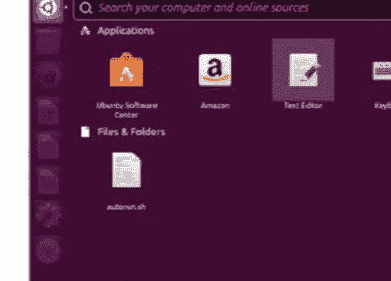 Search your computer and online sources
Applications
Ubuntu Software
Center
Amazon
Text Editor
Files & Folders
autorun.sh